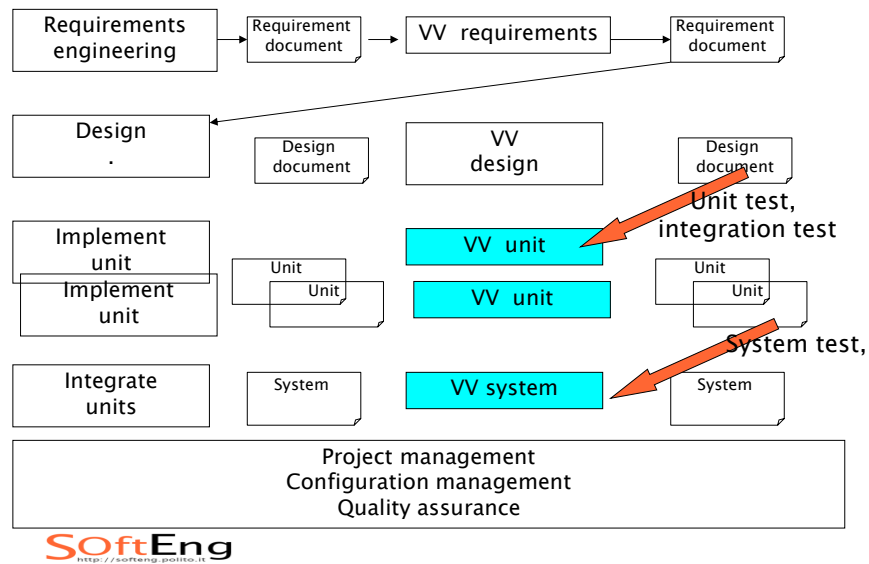 Requirements
engineering
Requirement
document
VV requirements
Requirement
document
Design
.
Design
document
VV
design
Design
document
Unit test,
integration test
Implement
unit
Unit
VV unit
Unit
Implement
unit
Unit
VV unit
Unit
System test,
Integrate
units
System
VV system
System
Project management
Configuration management
Quality assurance
SOftEng
http://softeng.polito.it